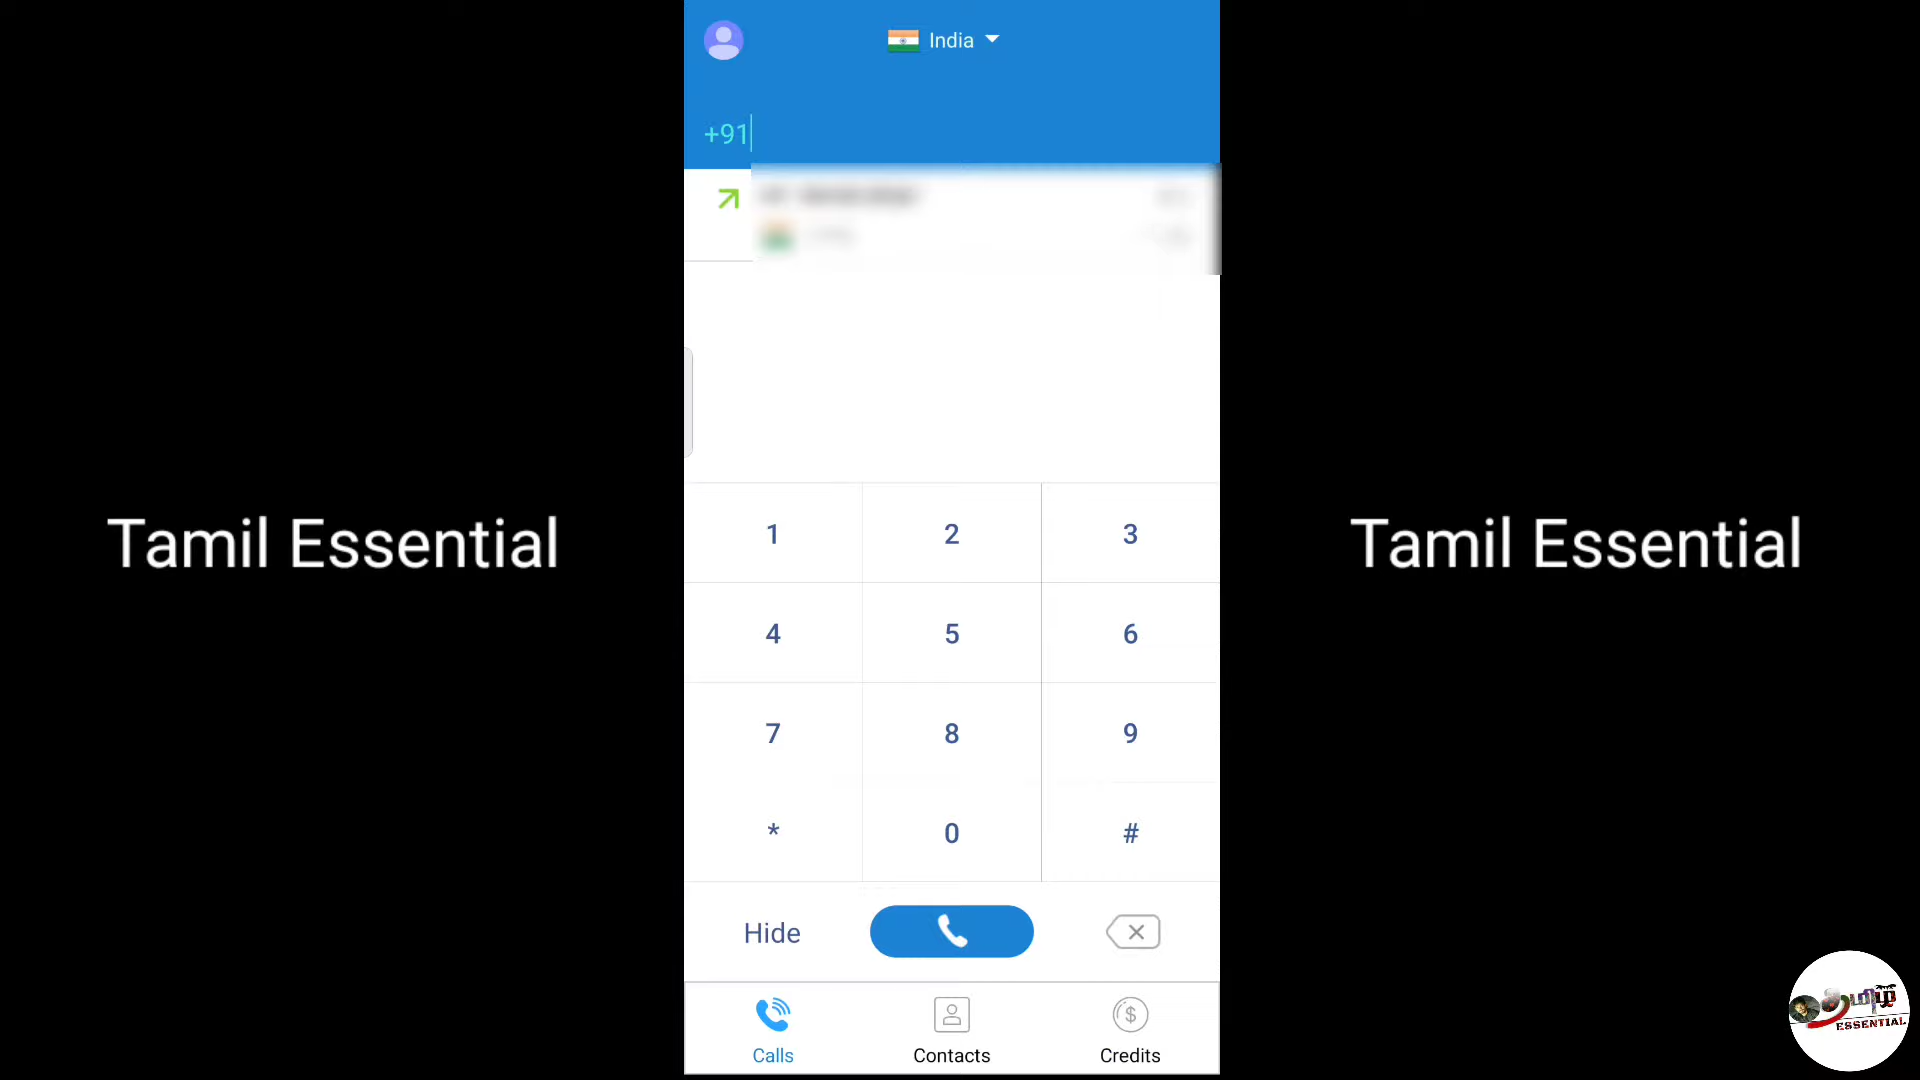 India
+91
1 2 3
4 5 6
7 8 9
* 0 #
Hide
Calls Contacts Credits
Tamil Essential
Tamil Essential
தமிழ்
ESSENTIAL